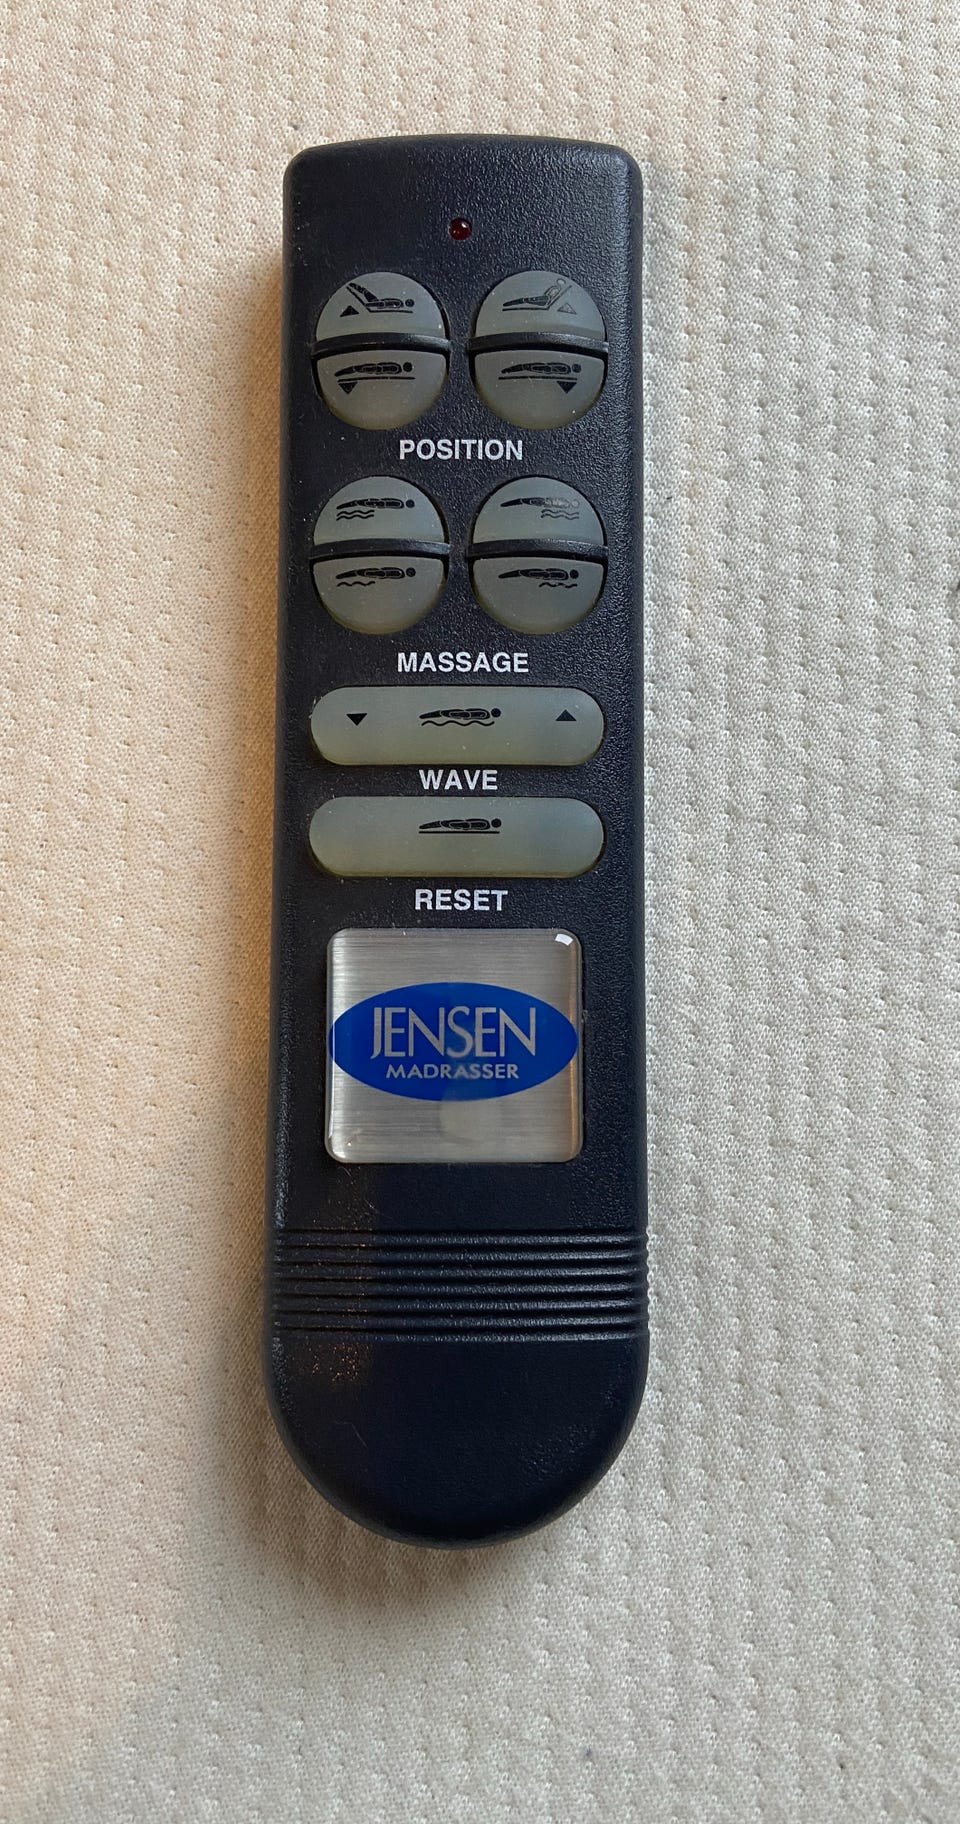 POSITION
MASSAGE
WAVE
RESET
JENSEN
MADRASSER